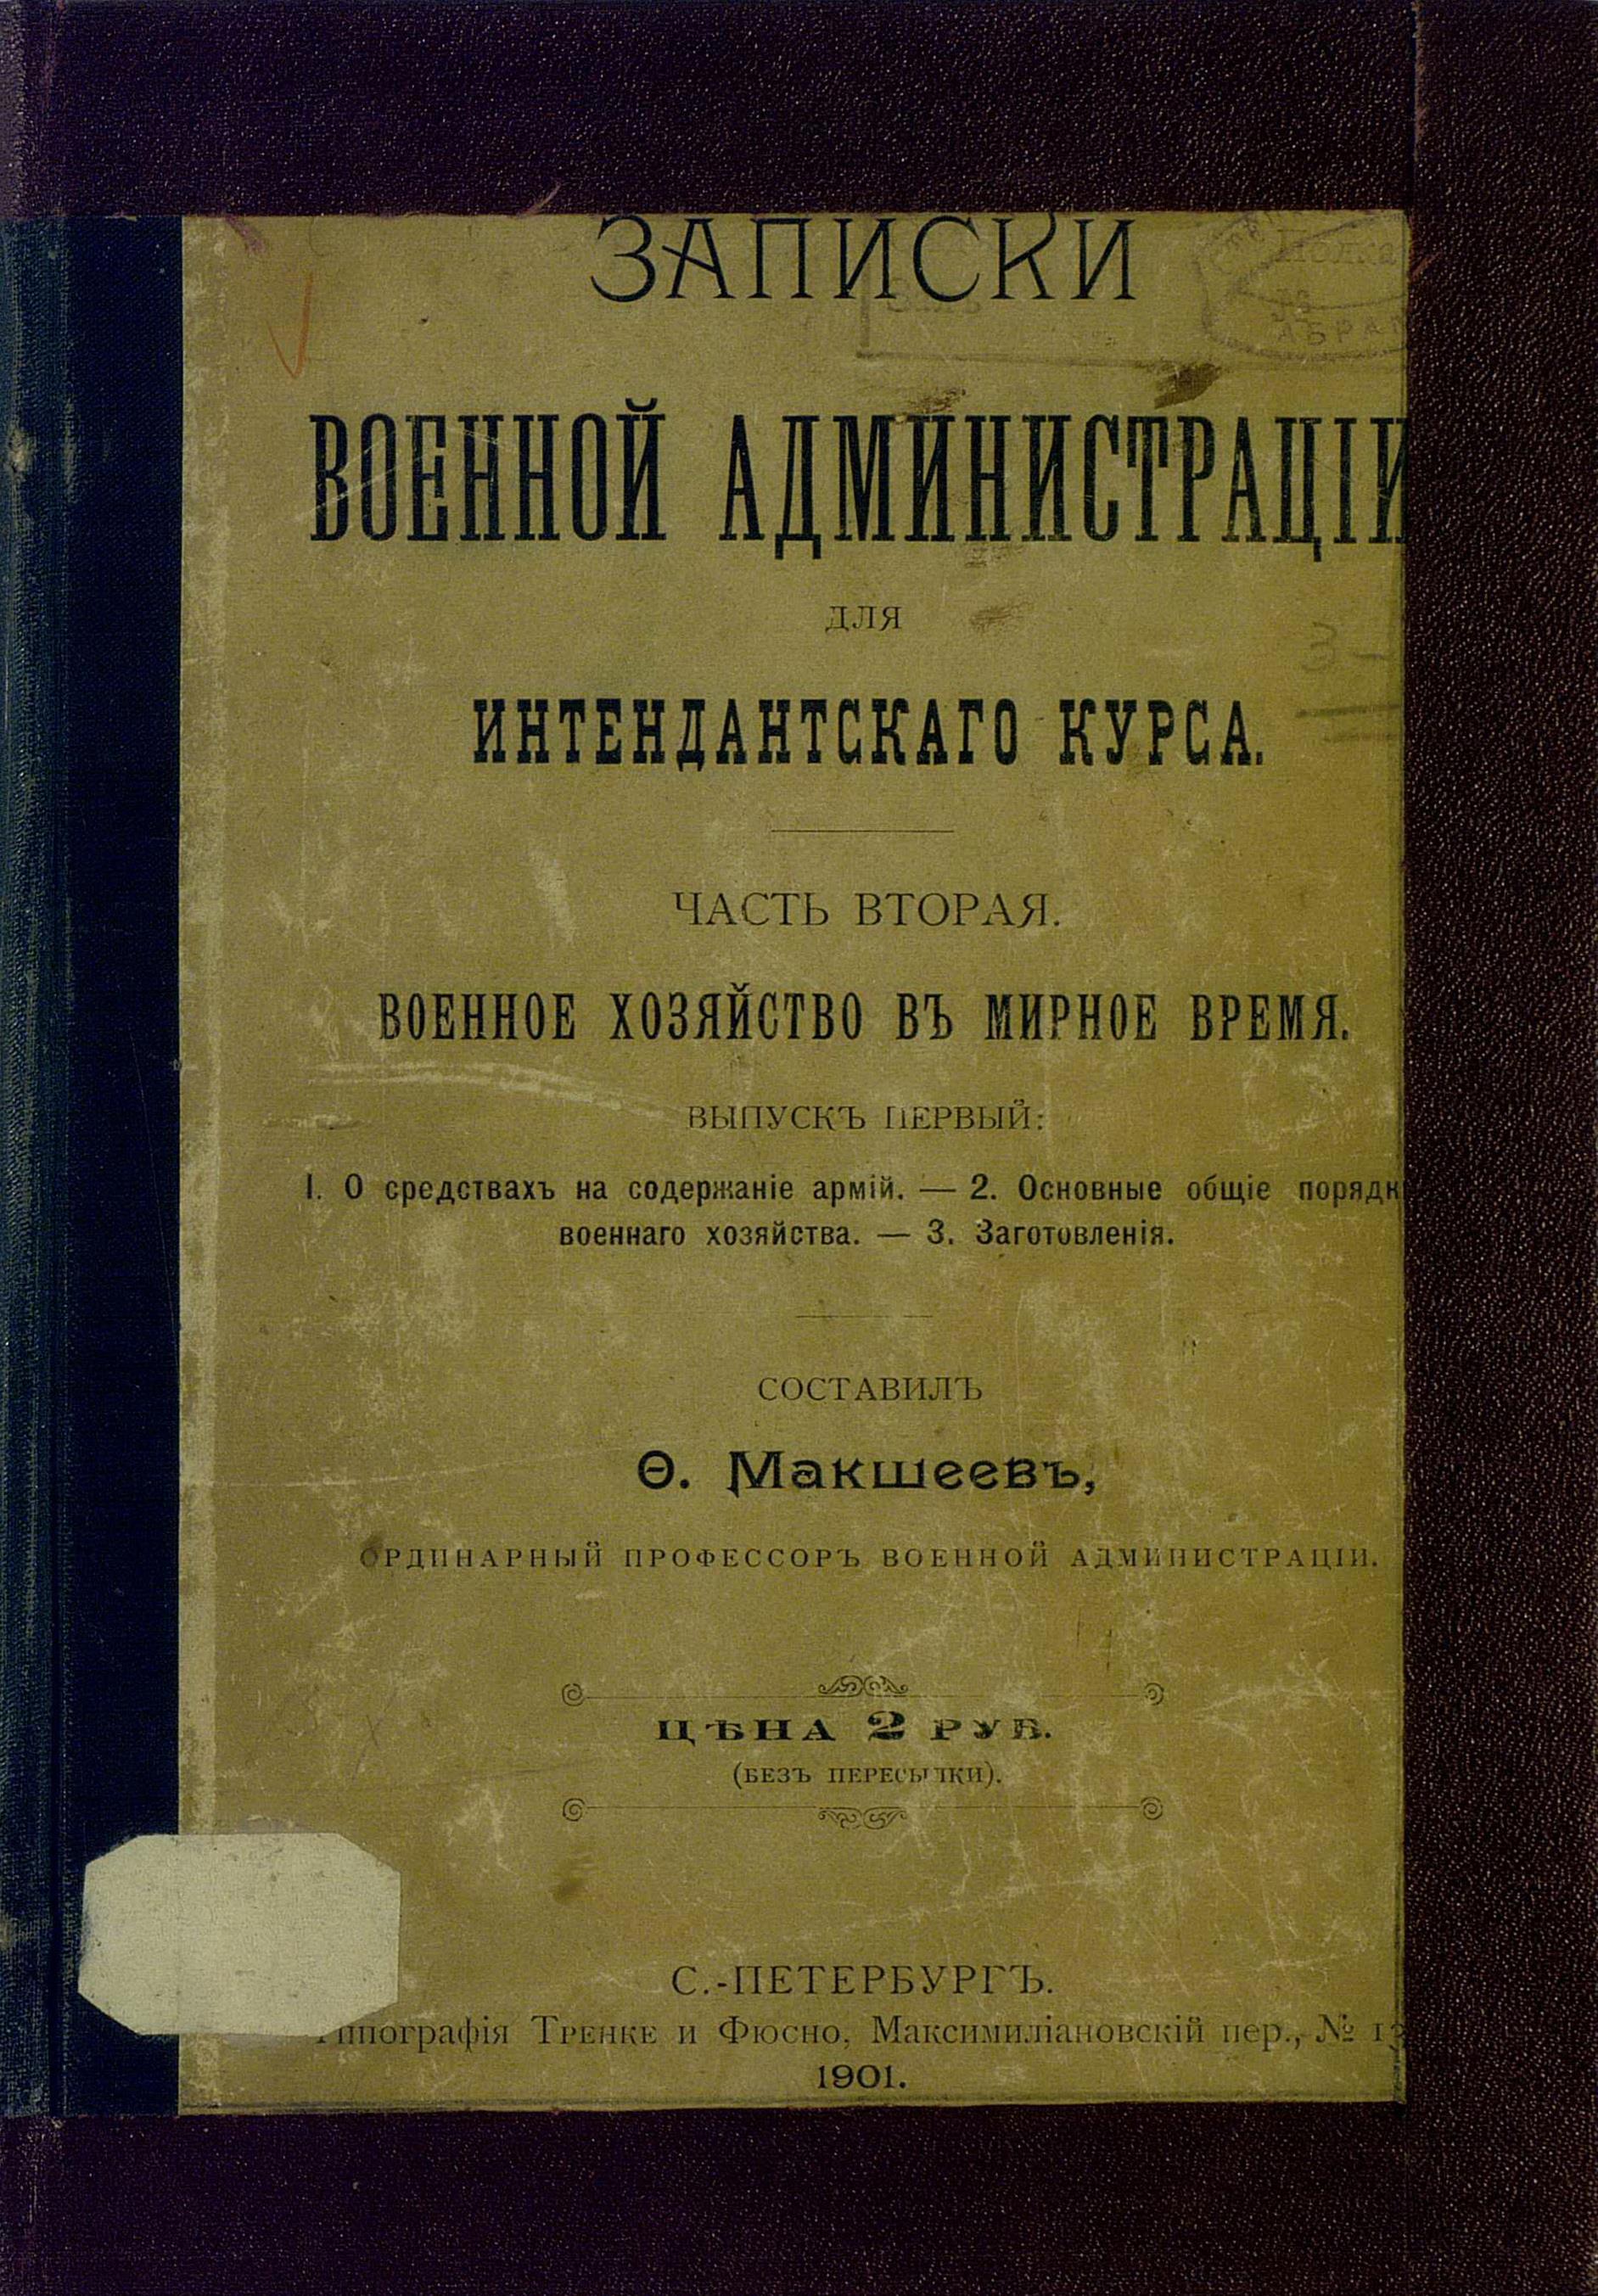 ЗАПИСКИ
ВОЕННОЙ АДМИНИСТРАЦІИ
ДЛЯ
ИНТЕНДАНТСКАГО КУРСА.
ЧАСТЬ ВТОРАЯ.
ВОЕННОЕ ХОЗЯЙСТВО ВЪ МИРНОЕ ВРЕМЯ.
ВЫПУСКЪ ПЕРВЫЙ:
I. О средствахъ на содержаніе армій. — 2. Основные общіе порядк
военнаго хозяйства. — 3. Заготовленія.
СОСТАВИЛЪ
Ѳ. Макшеевъ,
ОРДИНАРНЫЙ ПРОФЕССОРЪ ВОЕННОЙ АДМИНИСТРАЦІИ.
ЦѢНА 2 РУБ.
(БЕЗЪ ПЕРЕСЫЛКИ).
С.-ПЕТЕРБУРГЪ.
Типографія Тренке и Фюсно, Максимиліановскій пер., № 13
1901.